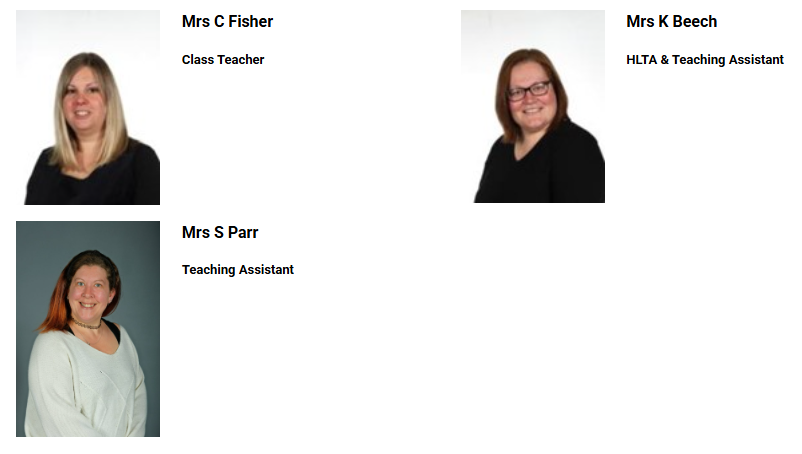 Mrs C Fisher
Class Teacher
Mrs K Beech
HLTA & Teaching Assistant
Mrs S Parr
Teaching Assistant